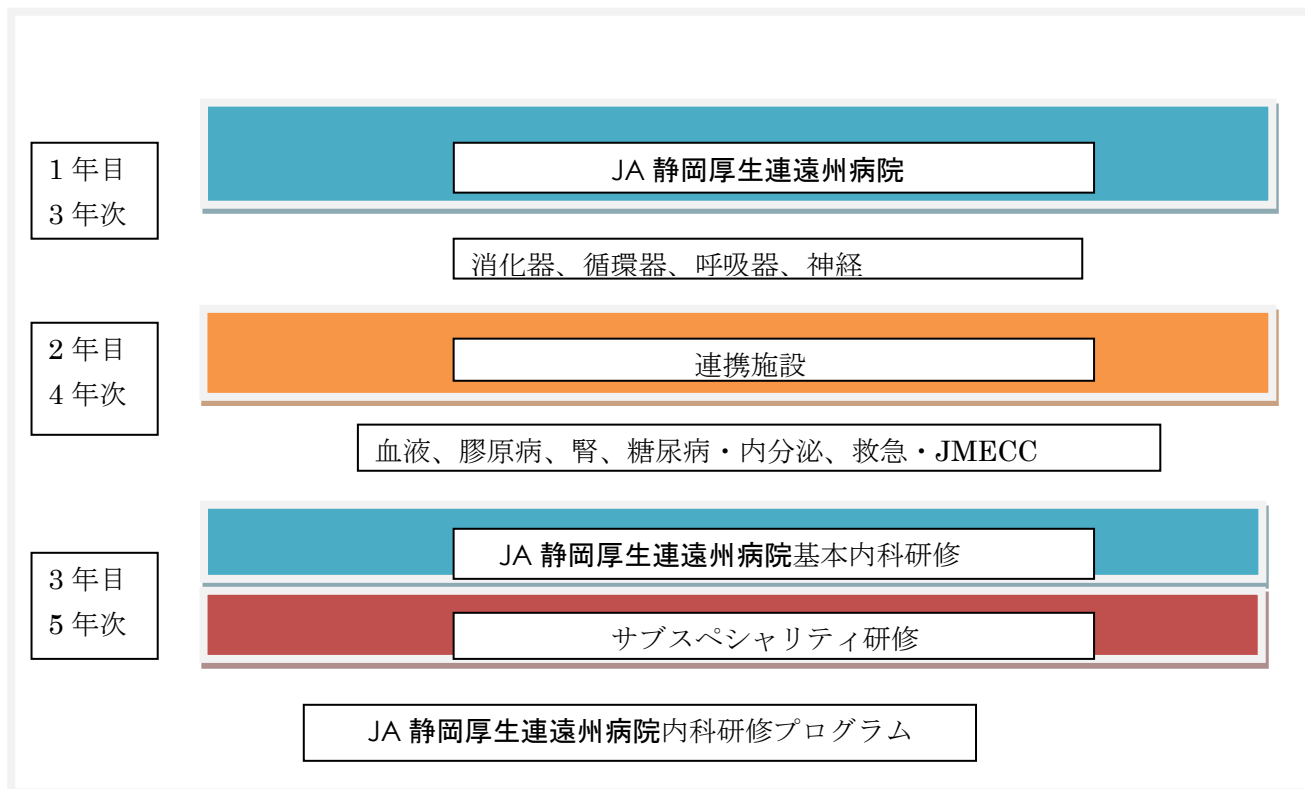 1 年目
3 年次
JA 静岡厚生連遠州病院
消化器、循環器、呼吸器、神経
2 年目
4 年次
連携施設
血液、膠原病、腎、糖尿病・内分泌、救急・JMECC
3 年目
5 年次
JA 静岡厚生連遠州病院基本内科研修
サブスペシャリティ研修
JA 静岡厚生連遠州病院内科研修プログラム